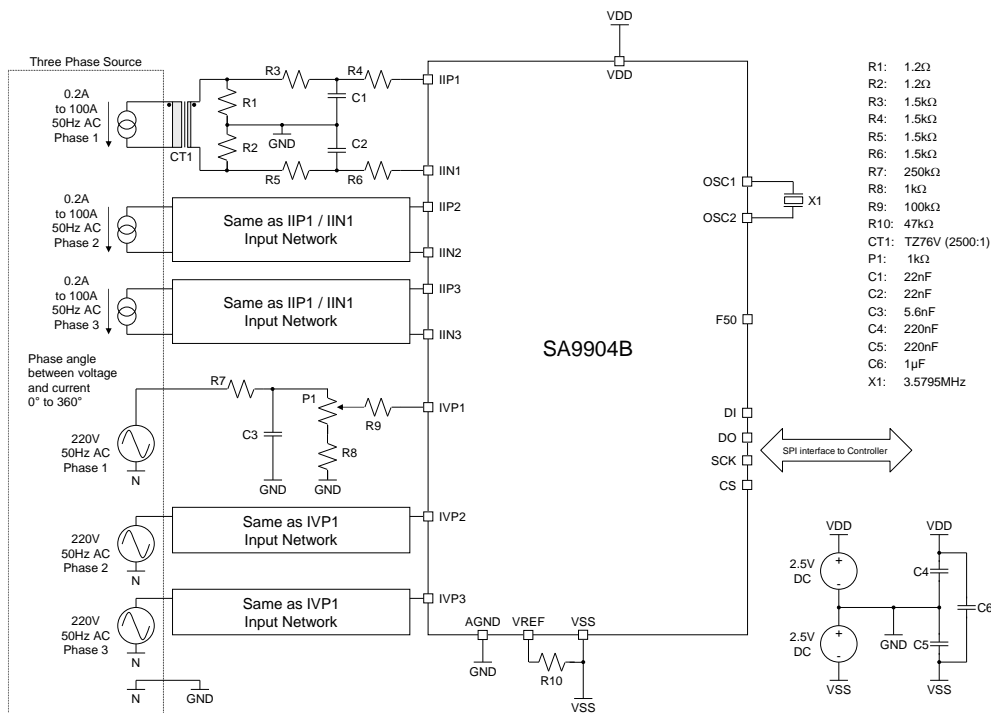 VDD
VDD
Three Phase Source
0.2A
to 100A
50Hz AC
Phase 1
CT1
R3
R4
R1
C1
GND
R2
C2
R5
R6
IIP1
IIN1
0.2A
to 100A
50Hz AC
Phase 2
Same as IIP1 / IIN1
Input Network
IIP2
IIN2
0.2A
to 100A
50Hz AC
Phase 3
Same as IIP1 / IIN1
Input Network
IIP3
IIN3
Phase angle
between voltage
and current
0° to 360°
R7
P1
C3
R9
R8
GND
GND
IVP1
220V
50Hz AC
Phase 1
N
220V
50Hz AC
Phase 2
N
Same as IVP1
Input Network
IVP2
220V
50Hz AC
Phase 3
N
Same as IVP1
Input Network
IVP3
N
GND
SA9904B
OSC1
OSC2
X1
F50
DI
DO
SCK
CS
SPI interface to Controller
AGND
VREF
VSS
GND
R10
VSS
R1: 1.2Ω
R2: 1.2Ω
R3: 1.5kΩ
R4: 1.5kΩ
R5: 1.5kΩ
R6: 1.5kΩ
R7: 250kΩ
R8: 1kΩ
R9: 100kΩ
R10: 47kΩ
CT1: TZ76V (2500:1)
P1: 1kΩ
C1: 22nF
C2: 22nF
C3: 5.6nF
C4: 220nF
C5: 220nF
C6: 1µF
X1: 3.5795MHz
VDD
VDD
2.5V
DC
+
-
C4
C6
GND
2.5V
DC
+
-
C5
VSS
VSS